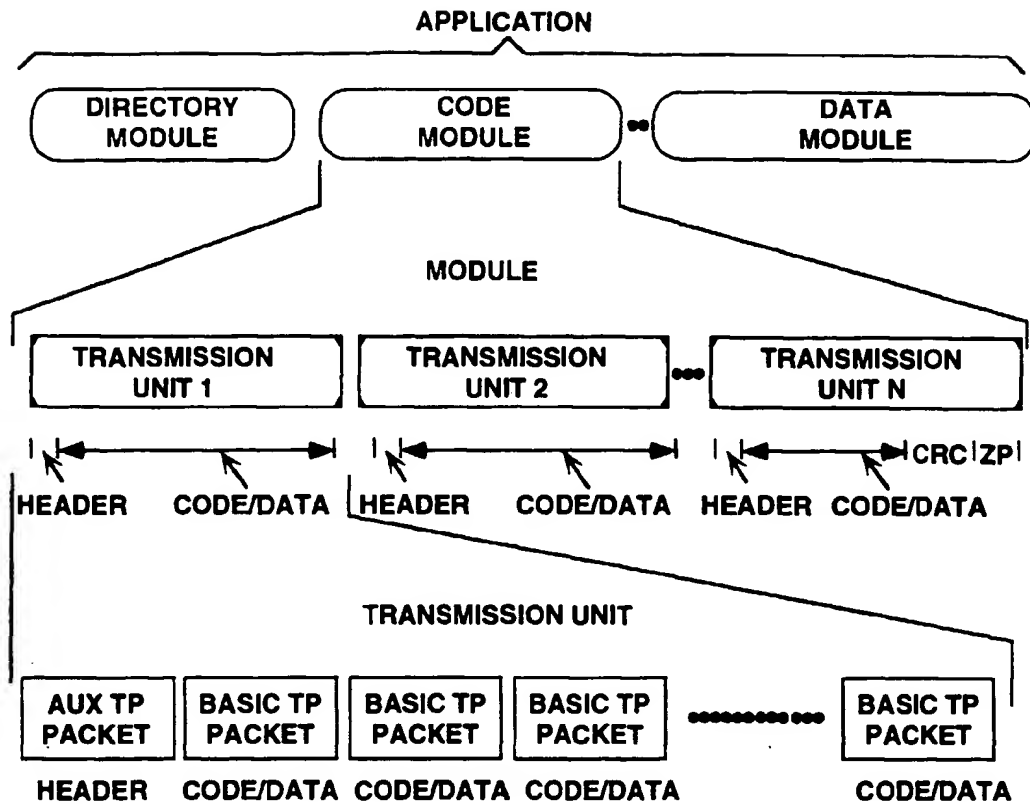 APPLICATION
DIRECTORY MODULE
CODE MODULE
DATA MODULE
MODULE
TRANSMISSION UNIT 1
TRANSMISSION UNIT 2
TRANSMISSION UNIT N
CRC ZP
HEADER CODE/DATA HEADER CODE/DATA HEADER CODE/DATA
TRANSMISSION UNIT
AUX TP PACKET
BASIC TP PACKET
BASIC TP PACKET
BASIC TP PACKET
BASIC TP PACKET
HEADER CODE/DATA CODE/DATA CODE/DATA CODE/DATA